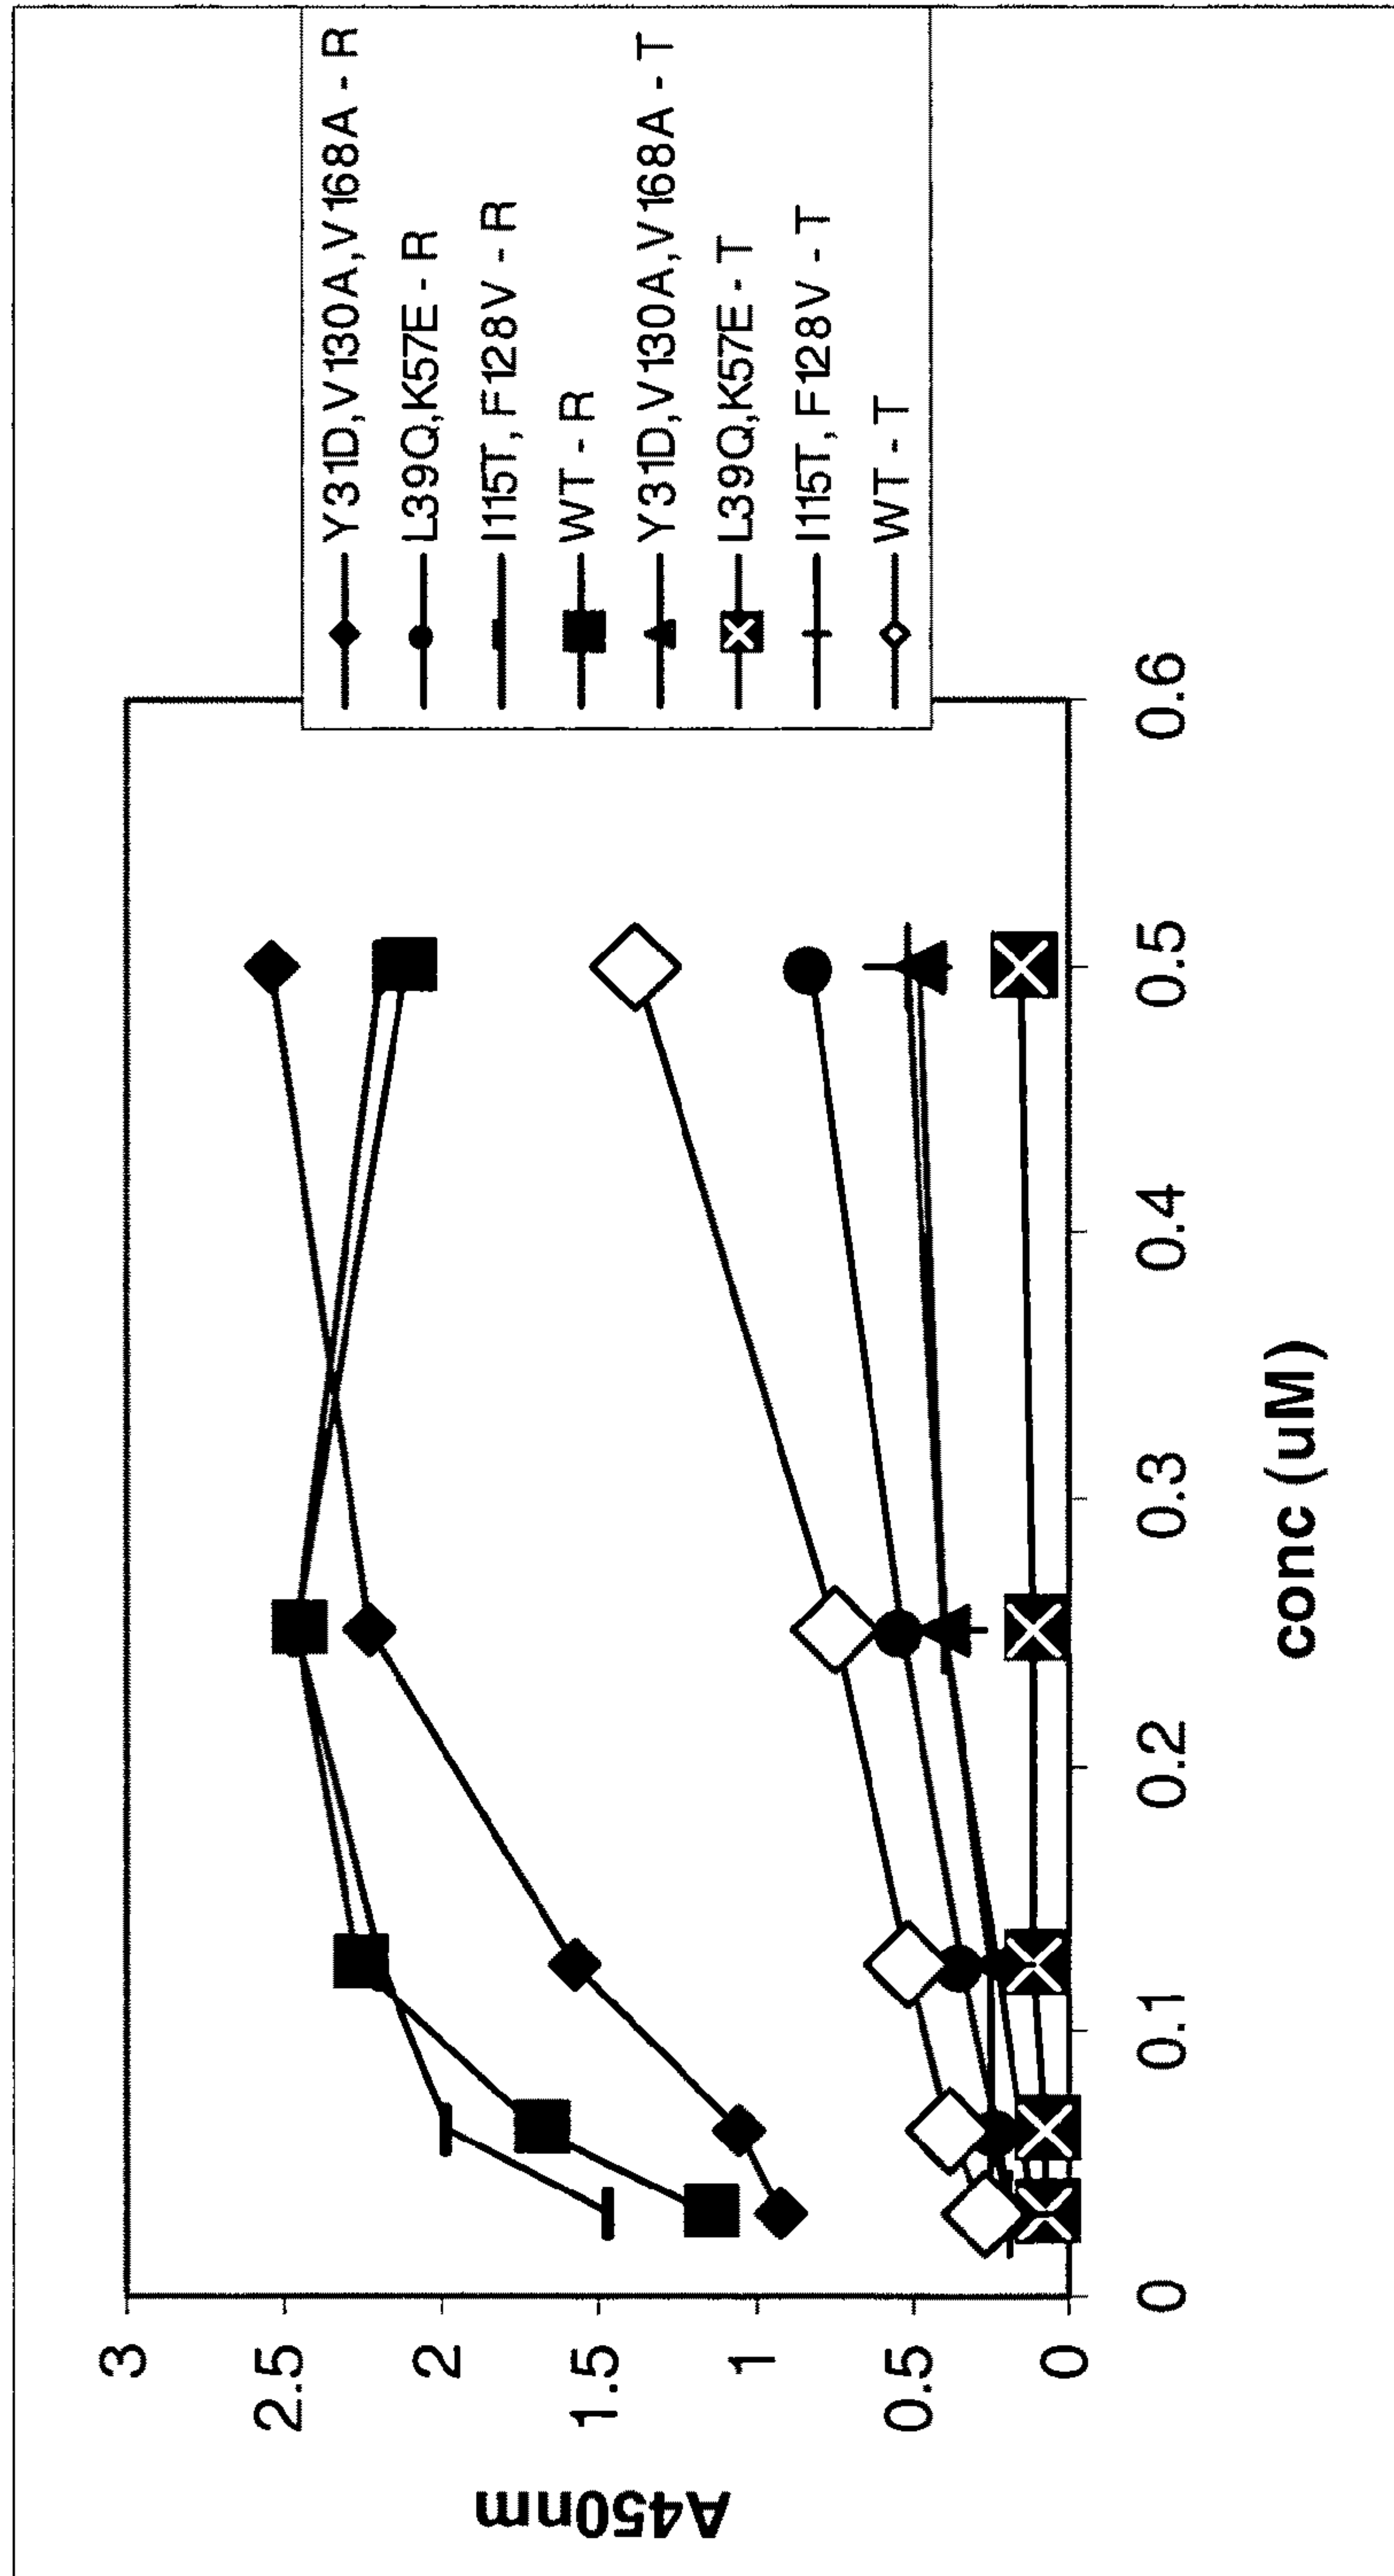 A450nm
3
2.5
2
1.5
1
0.5
0
0
0.1
0.2
0.3
0.4
0.5
0.6
conc (uM)
Y31D,V130A,V168A - R
L39Q,K57E - R
I115T, F128V - R
WT - R
Y31D,V130A,V168A - T
L39Q,K57E - T
I115T, F128V - T
WT - T